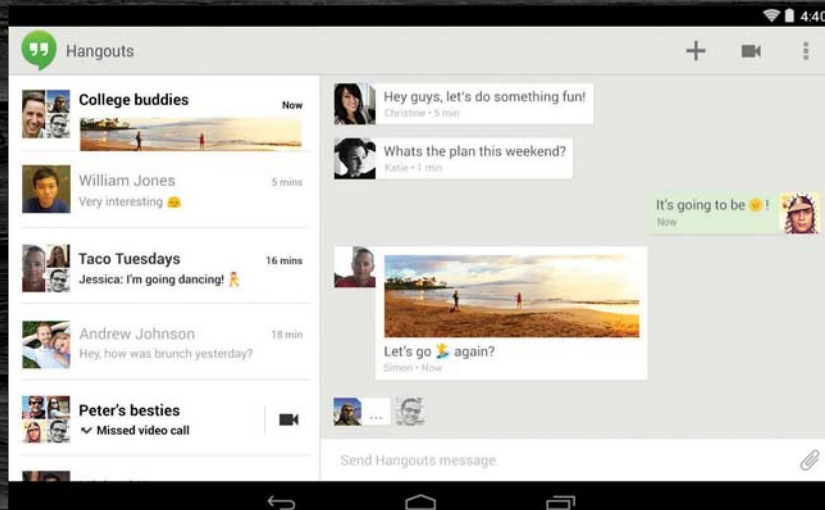 4:40
Hangouts
College buddies
Now
William Jones
5 mins
Very interesting
Taco Tuesdays
16 mins
Jessica: I'm going dancing!
Andrew Johnson
18 min
Hey, how was brunch yesterday?
Peter's besties
Missed video call
Hey guys, let's do something fun!
Christine • 5 min
Whats the plan this weekend?
Katie • 1 min
It's going to be 🌞 !
Now
Let's go 🏄 again?
Simon • Now
...
Send Hangouts message